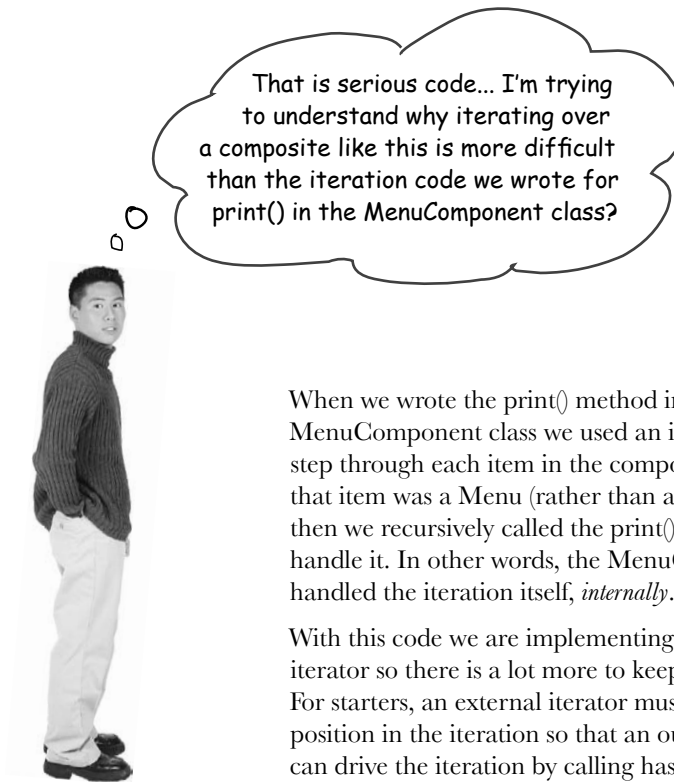 That is serious code... I'm trying
to understand why iterating over
a composite like this is more difficult
than the iteration code we wrote for
print() in the MenuComponent class?
When we wrote the print() method in
MenuComponent class we used an i
step through each item in the compo
that item was a Menu (rather than a
then we recursively called the print()
handle it. In other words, the MenuC
handled the iteration itself, internally.
With this code we are implementing
iterator so there is a lot more to keep
For starters, an external iterator mus
position in the iteration so that an ou
can drive the iteration by calling has